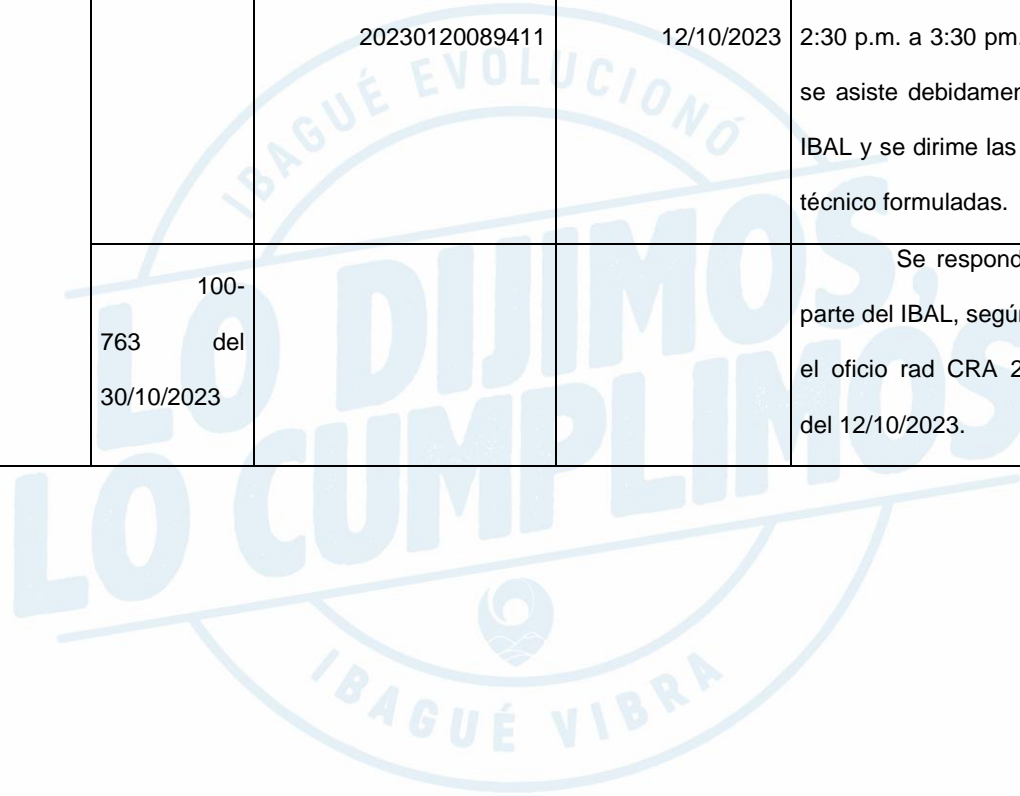 20230120089411 12/10/2023 2:30 p.m. a 3:30 pm.
se asiste debidamen
IBAL y se dirime las
técnico formuladas.
100-
763 del
30/10/2023
Se respond
parte del IBAL, según
el oficio rad CRA 2
del 12/10/2023.
IBAGUÉ EVOLUCIONÓ
LO DIJIMOS,
LO CUMPLIMOS
IBAGUÉ VIBRA